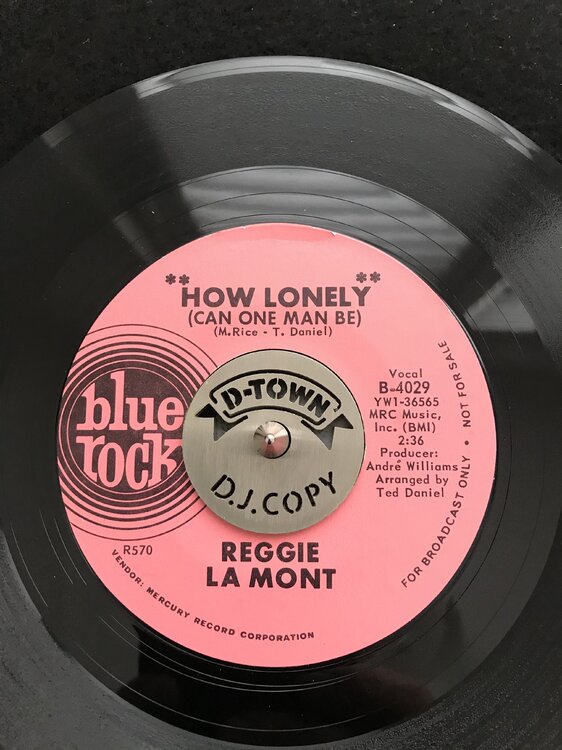 **"HOW LONELY"**
(CAN ONE MAN BE)
(M.Rice - T. Daniel)
blue
rock
D-TOWN
D.J.COPY
Vocal
B-4029
YW1-36565
MRC Music,
Inc. (BMI)
2:36
Producer:
André Williams
Arranged by
Ted Daniel
FOR BROADCAST ONLY • NOT FOR SALE
R570
REGGIE
LA MONT
VENDOR: MERCURY RECORD CORPORATION